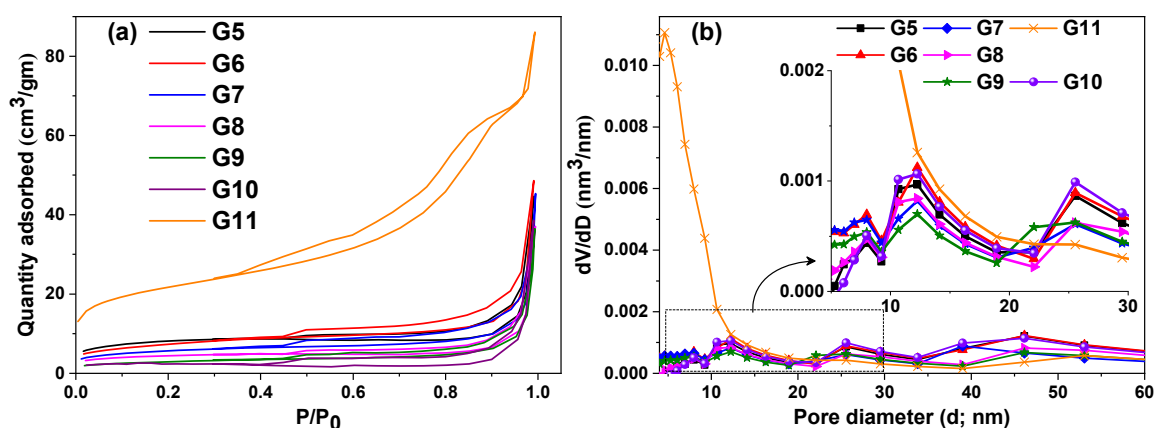 (a)
G5
G6
G7
G8
G9
G10
G11
Quantity adsorbed (cm³/gm)
80
60
40
20
0
0.0 0.2 0.4 0.6 0.8 1.0
P/P₀
(b)
G5 G7 G11
G6 G8
G9 G10
dV/dD (nm³/nm)
0.010
0.008
0.006
0.004
0.002
0.000
0.002
0.001
0.000
10 20 30
10 20 30 40 50 60
Pore diameter (d; nm)